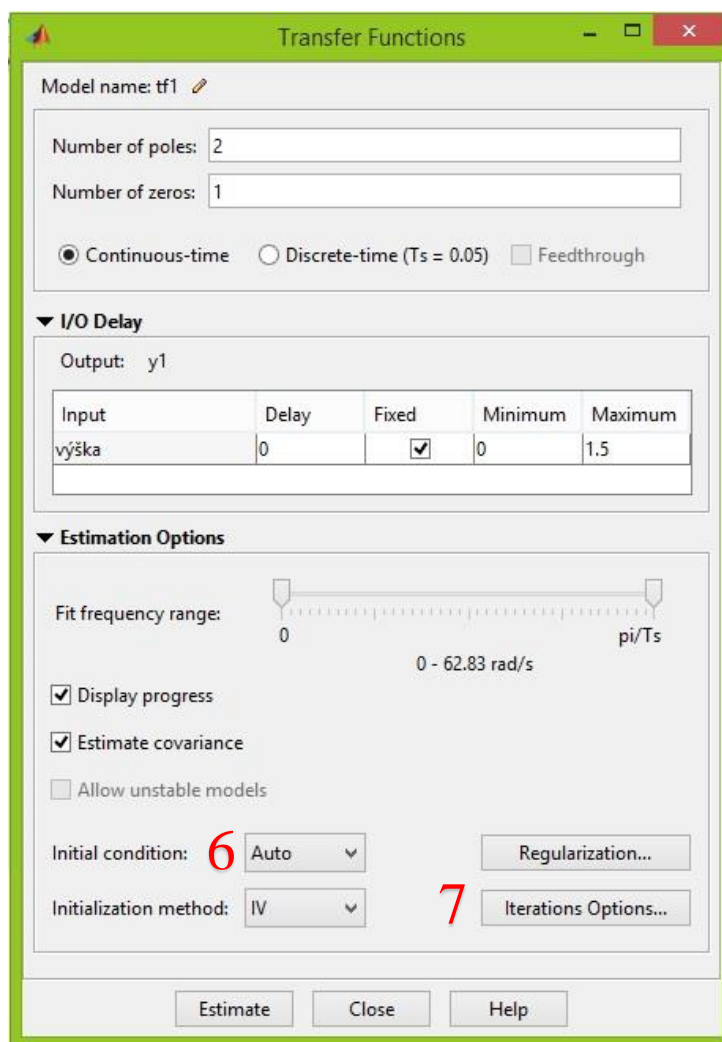 Transfer Functions
Model name: tf1
Number of poles: 2
Number of zeros: 1
Continuous-time Discrete-time (Ts = 0.05) Feedthrough
I/O Delay
Output: y1
Input Delay Fixed Minimum Maximum
výška 0 0 1.5
Estimation Options
Fit frequency range:
0 pi/Ts
0 - 62.83 rad/s
Display progress
Estimate covariance
Allow unstable models
Initial condition: 6 Auto Regularization...
Initialization method: IV 7 Iterations Options...
Estimate Close Help